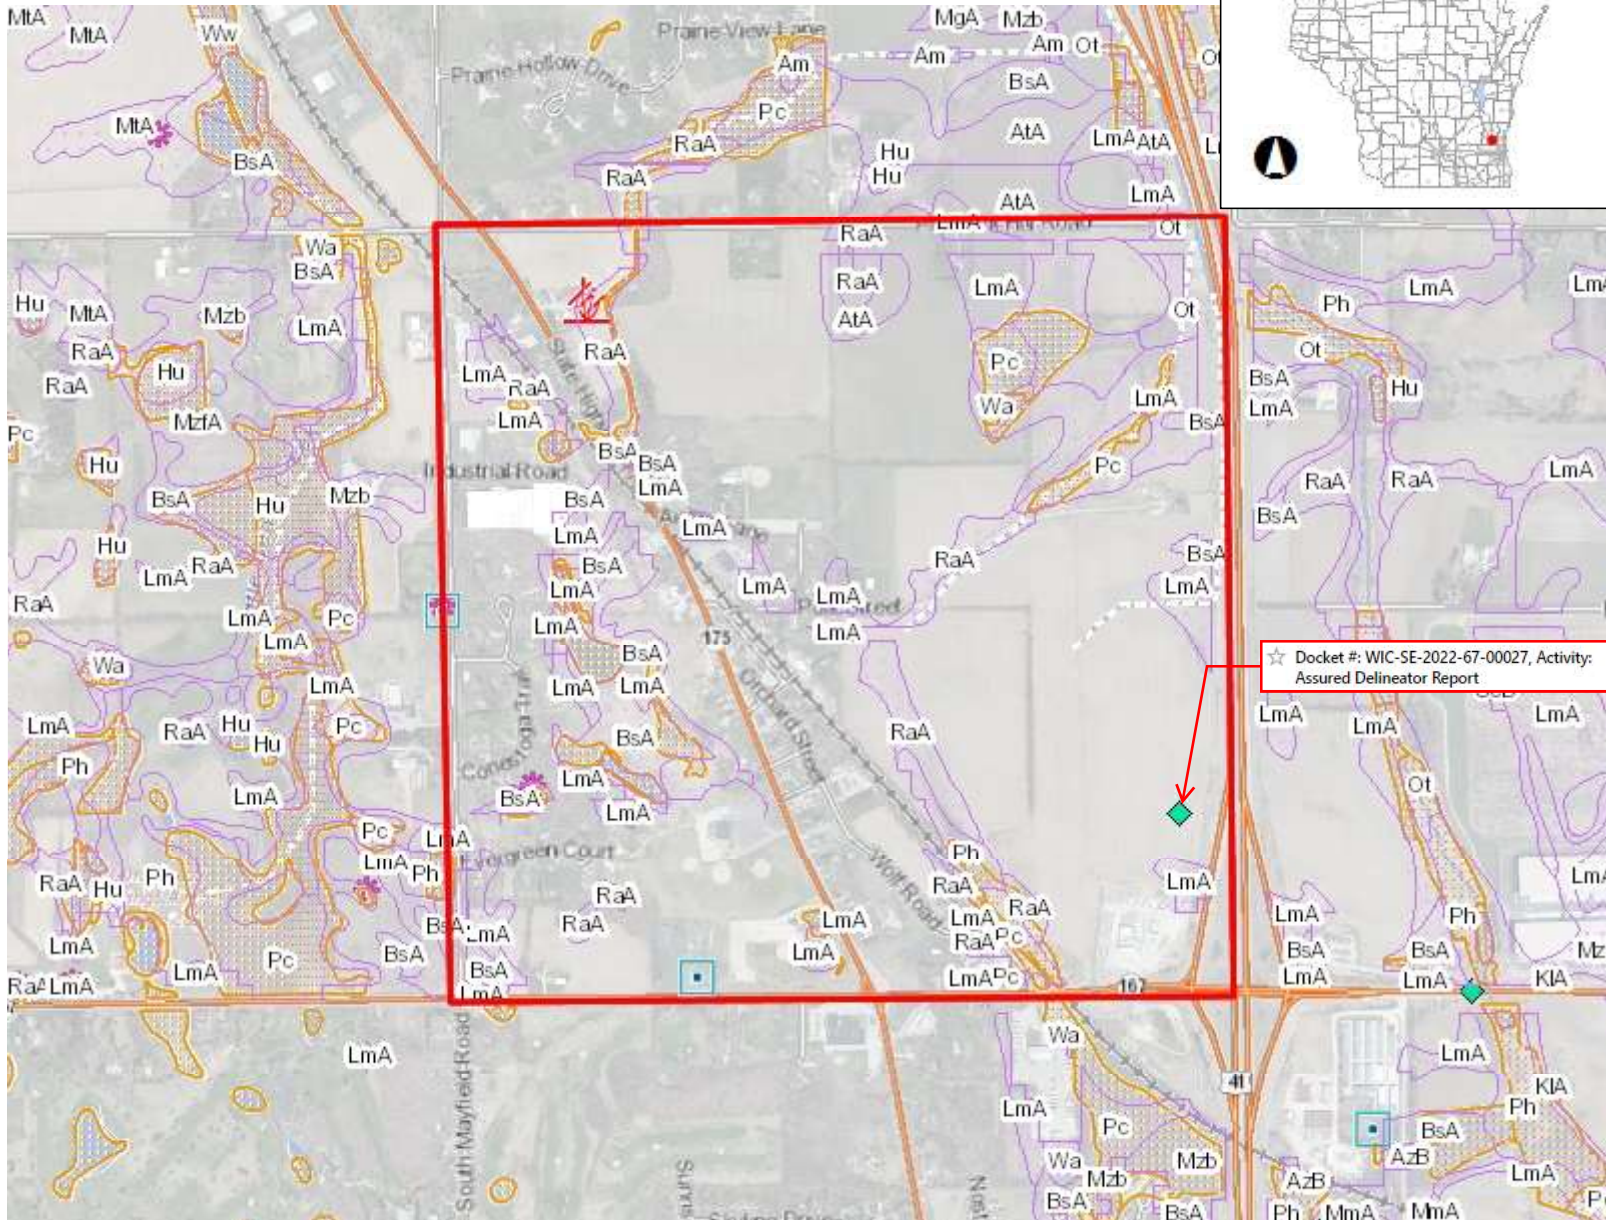 MtA
MtA
Ww
Prairie View Lane
MgA Mzb
Am Ot
Am
Am
Prairie Hollow Drive
BsA
Pc
MtA
AtA
LmA AtA
RaA
BsA
Hu
Hu
RaA
LmA
AtA
LmA
Ot
RaA
Wa
BsA
RaA
LmA
LmA
Hu
MtA
Mzb
LmA
Ph
Ot
AtA
RaA
RaA
Pc
Ot
RaA
Hu
LmA
RaA
BsA
Hu
LmA
Wa
LmA
LmA
MzfA
BsA
Pc
BsA
Hu
BsA
Pc
Industrial Road
LmA
RaA
RaA
LmA
BsA
Hu
Mzb
BsA
LmA
BsA
LmA
Hu
RaA
BsA
RaA
BsA
LmA
LmA
LmA
LmA
LmA
RaA
LmA
Pc
LmA
LmA
175
Wa
BsA
Docket #: WIC-SE-2022-67-00027, Activity:
Assured Delineator Report
LmA
LmA
LmA
LmA
RaA
Hu
Pc
Hu
BsA
RaA
LmA
LmA
LmA
Orchard Street
Conestoga Trail
Ph
LmA
LmA
BsA
Ot
LmA
Pc
LmA
Evergreen Court
LmA
Ph
Ph
Wolf Road
RaA
Hu
Ph
RaA
RaA
LmA
RaA
RaA
LmA
LmA
LmA
Ph
BsA
LmA
LmA
RaA Pc
LmA
BsA
LmA
BsA
BsA
BsA
LmA
Pc
LmA Pc
LmA
LmA
KlA
RaA LmA
LmA
167
LmA
Wa
LmA
South Mayfield Road
41
KlA
LmA
Ph
Pc
BsA
AzB
Wa
Mzb
Mzb
LmA
AzB
BsA
BsA
Ph
MmA
MmA